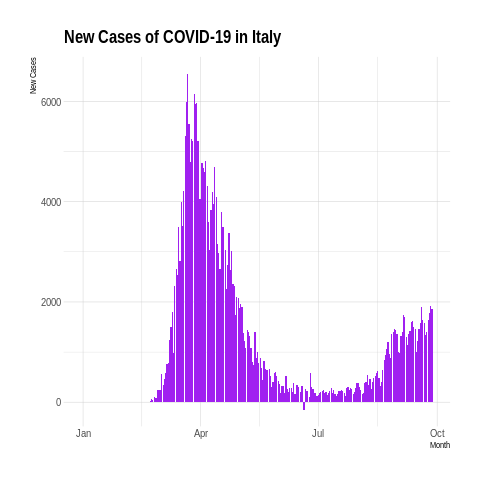 New Cases of COVID-19 in Italy
New Cases
6000
4000
2000
0
Jan Apr Jul Oct
Month